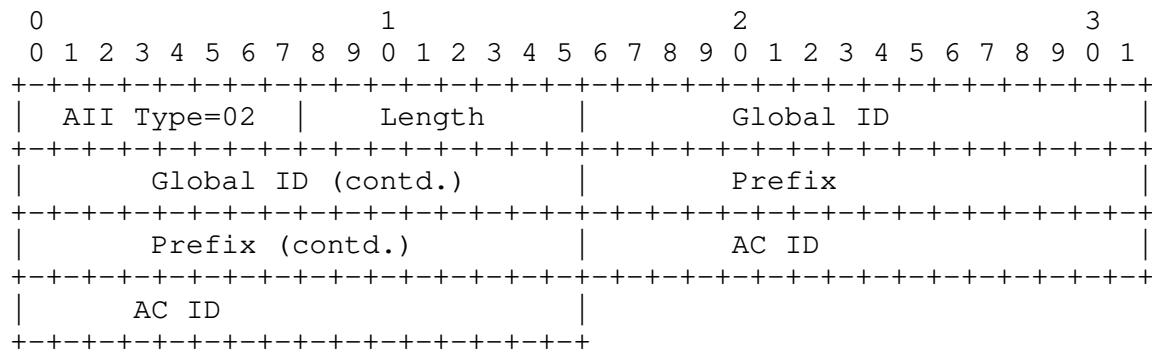 0                   1                   2                   3
 0 1 2 3 4 5 6 7 8 9 0 1 2 3 4 5 6 7 8 9 0 1 2 3 4 5 6 7 8 9 0 1
+-+-+-+-+-+-+-+-+-+-+-+-+-+-+-+-+-+-+-+-+-+-+-+-+-+-+-+-+-+-+-+-+
|  AII Type=02  |    Length     |        Global ID              |
+-+-+-+-+-+-+-+-+-+-+-+-+-+-+-+-+-+-+-+-+-+-+-+-+-+-+-+-+-+-+-+-+
|       Global ID (contd.)      |        Prefix                 |
+-+-+-+-+-+-+-+-+-+-+-+-+-+-+-+-+-+-+-+-+-+-+-+-+-+-+-+-+-+-+-+-+
|       Prefix (contd.)         |        AC ID                  |
+-+-+-+-+-+-+-+-+-+-+-+-+-+-+-+-+-+-+-+-+-+-+-+-+-+-+-+-+-+-+-+-+
|      AC ID                    |
+-+-+-+-+-+-+-+-+-+-+-+-+-+-+-+-+